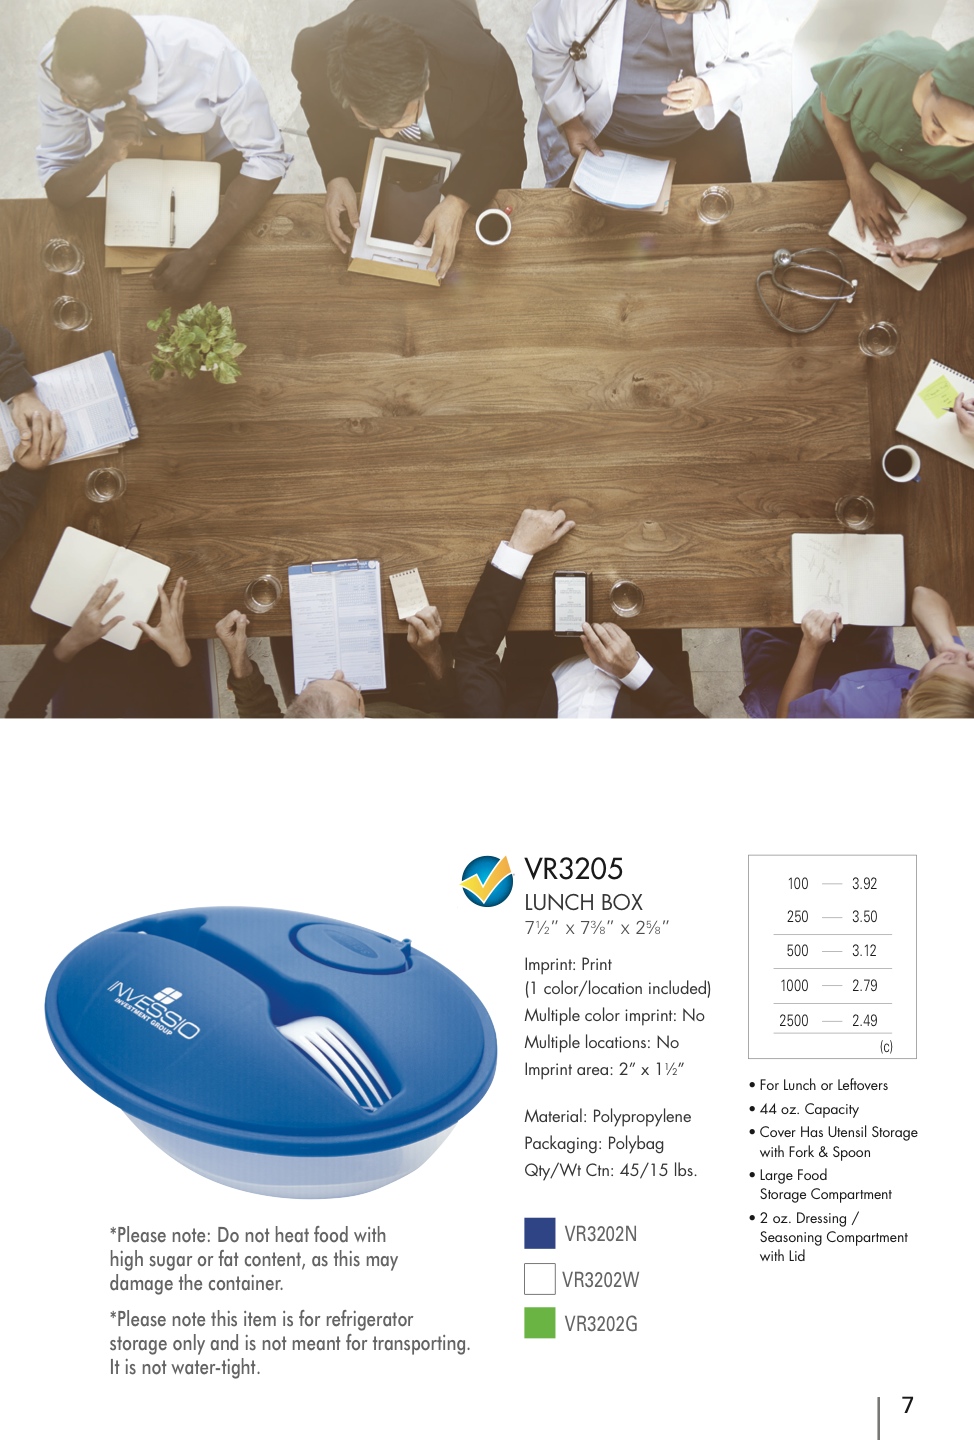 INVESSIO
INVESTMENT GROUP
VR3205
LUNCH BOX
7½” x 7⅜” x 2⅝”
Imprint: Print
(1 color/location included)
Multiple color imprint: No
Multiple locations: No
Imprint area: 2” x 1½”
Material: Polypropylene
Packaging: Polybag
Qty/Wt Ctn: 45/15 lbs.
VR3202N
VR3202W
VR3202G
100 — 3.92
250 — 3.50
500 — 3.12
1000 — 2.79
2500 — 2.49
(c)
• For Lunch or Leftovers
• 44 oz. Capacity
• Cover Has Utensil Storage
with Fork & Spoon
• Large Food
Storage Compartment
• 2 oz. Dressing /
Seasoning Compartment
with Lid
*Please note: Do not heat food with
high sugar or fat content, as this may
damage the container.
*Please note this item is for refrigerator
storage only and is not meant for transporting.
It is not water-tight.
7